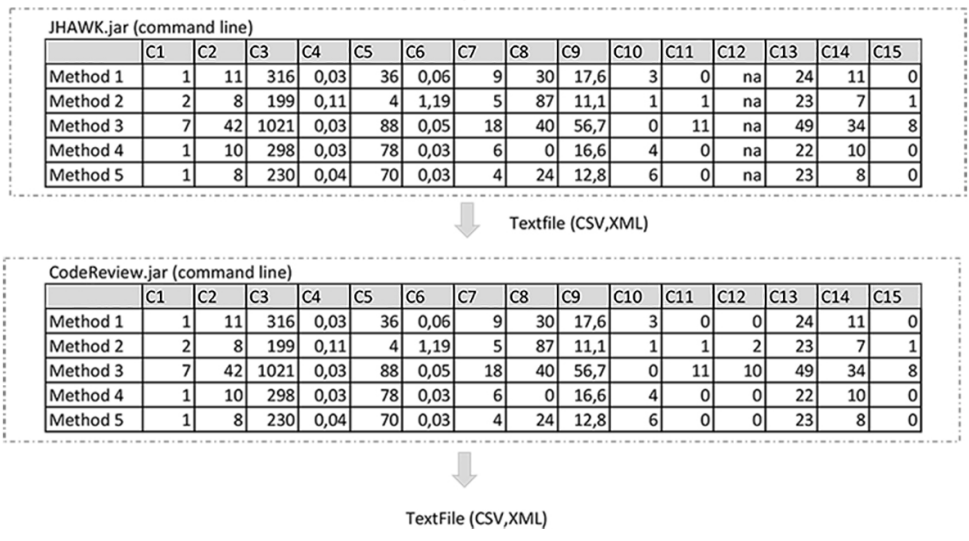 JHAWK.jar (command line)
C1 C2 C3 C4 C5 C6 C7 C8 C9 C10 C11 C12 C13 C14 C15
Method 1 1 11 316 0,03 36 0,06 9 30 17,6 3 0 na 24 11 0
Method 2 2 8 199 0,11 4 1,19 5 87 11,1 1 1 na 23 7 1
Method 3 7 42 1021 0,03 88 0,05 18 40 56,7 0 11 na 49 34 8
Method 4 1 10 298 0,03 78 0,03 6 0 16,6 4 0 na 22 10 0
Method 5 1 8 230 0,04 70 0,03 4 24 12,8 6 0 na 23 8 0
Textfile (CSV,XML)
CodeReview.jar (command line)
C1 C2 C3 C4 C5 C6 C7 C8 C9 C10 C11 C12 C13 C14 C15
Method 1 1 11 316 0,03 36 0,06 9 30 17,6 3 0 0 24 11 0
Method 2 2 8 199 0,11 4 1,19 5 87 11,1 1 1 2 23 7 1
Method 3 7 42 1021 0,03 88 0,05 18 40 56,7 0 11 10 49 34 8
Method 4 1 10 298 0,03 78 0,03 6 0 16,6 4 0 0 22 10 0
Method 5 1 8 230 0,04 70 0,03 4 24 12,8 6 0 0 23 8 0
TextFile (CSV,XML)